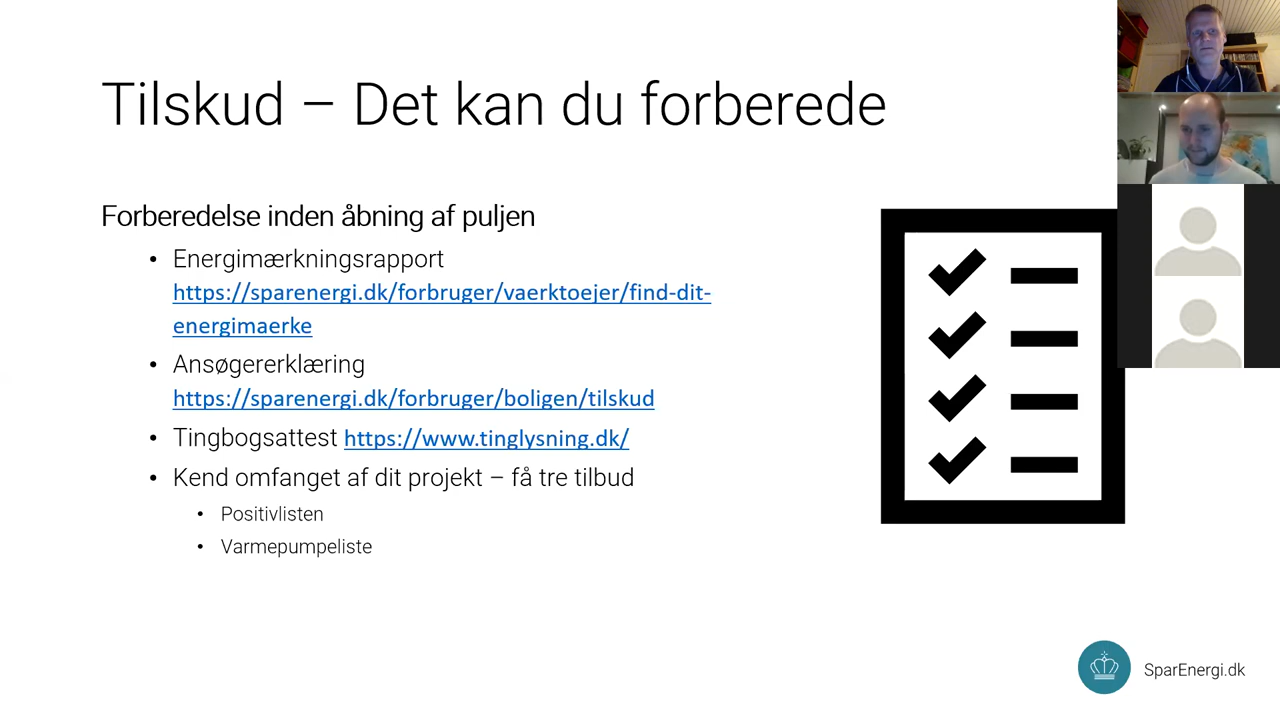 Tilskud – Det kan du forberede
Forberedelse inden åbning af puljen
• Energimærkningsrapport
https://sparenergi.dk/forbruger/vaerktoejer/find-dit-
energimaerke
• Ansøgererklæring
https://sparenergi.dk/forbruger/boligen/tilskud
• Tingbogsattest https://www.tinglysning.dk/
• Kend omfanget af dit projekt – få tre tilbud
• Positivlisten
• Varmepumpeliste
SparEnergi.dk